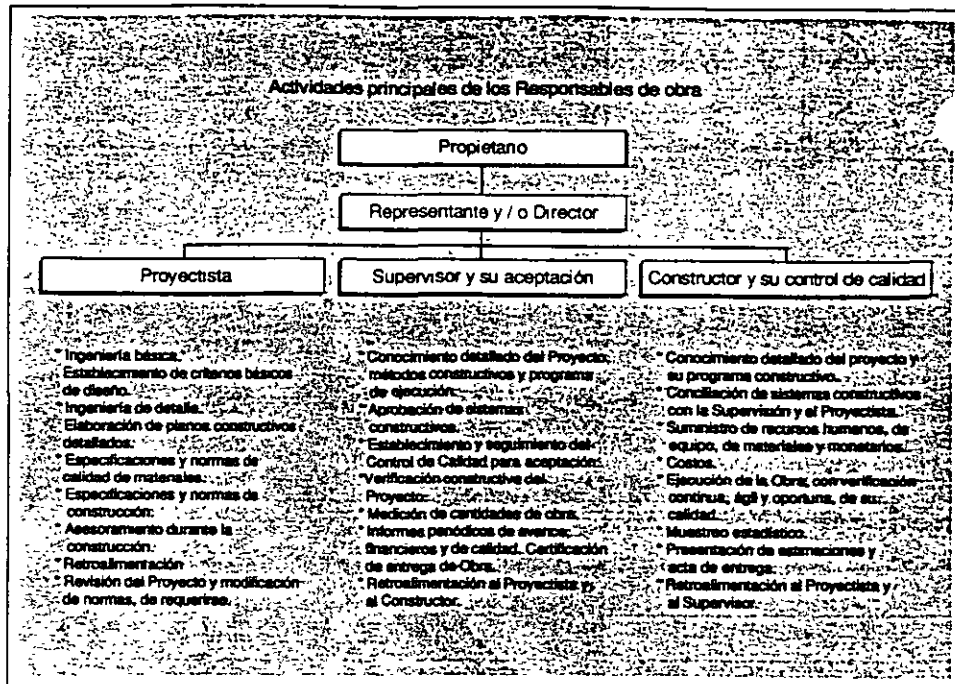 Actividades principales de los Responsables de obra
Propietano
Representante y / o Director
Proyectista
Supervisor y su aceptación
Constructor y su control de calidad
* Ingeniería básica.
Establecimiento de criterios básicos
de diseño.
* Ingeniería de detalle.
Elaboración de planos constructivos
detallados.
* Especificaciones y normas de
calidad de materiales.
* Especificaciones y normas de
construcción.
* Asesoramento durante la
construcción.
* Retroalimentación
* Revisión del Proyecto y modificación
de normas, de requerirse.
* Conocimiento detallado del Proyecto,
métodos constructivos y programa
de ejecución.
* Aprobación de sistemas
constructivos.
* Establecimiento y seguimiento del
Control de Calidad para aceptación.
* Verificación constructiva del
Proyecto.
* Medición de cantidades de obra.
* Informes periódicos de avance,
financieros y de calidad. Certificación
de entrega de Obra.
* Retroalimentación al Proyectista y
al Constructor.
* Conocimiento detallado del proyecto y
su programa constructivo.
* Conciliación de sistemas constructivos
con la Supervisión y el Proyectista.
* Suministro de recursos humanos, de
equipo, de materiales y monetarios.
* Costos.
* Ejecución de la Obra, con verificación
continua, ágil y oportuna, de su
calidad.
* Muestreo estadístico.
* Presentación de estimaciones y
acta de entrega.
* Retroalimentación al Proyectista y
al Supervisor.